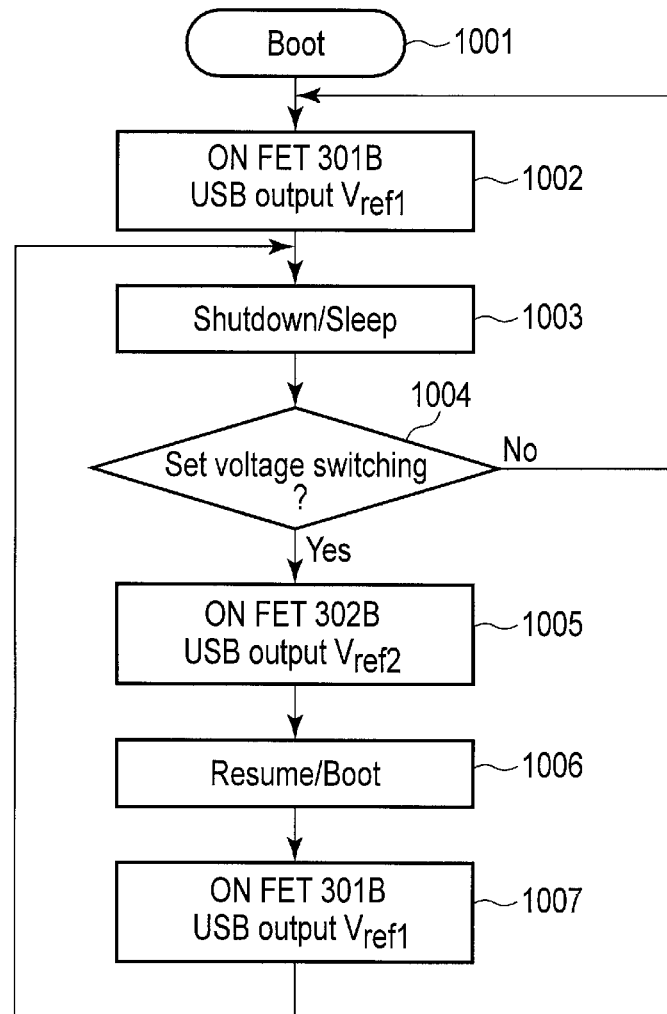 Boot
1001
ON FET 301B
USB output Vref1
1002
Shutdown/Sleep
1003
1004
Set voltage switching
?
No
Yes
ON FET 302B
USB output Vref2
1005
Resume/Boot
1006
ON FET 301B
USB output Vref1
1007